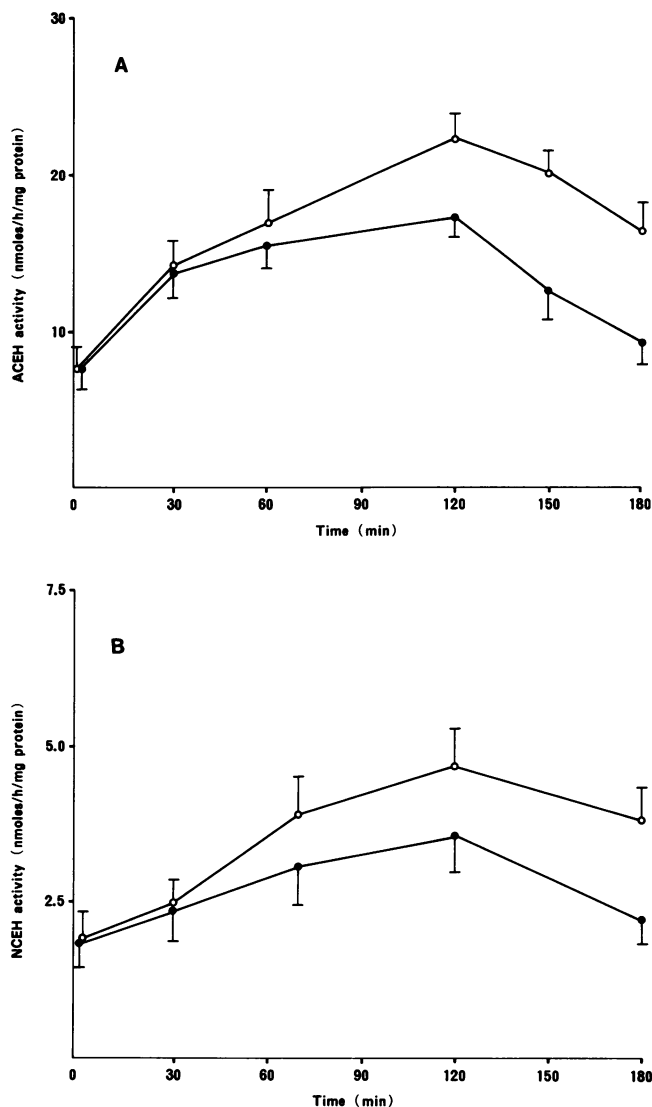 30
A
20
10
ACEH activity (nmoles/h/mg protein)
0 30 60 90 120 150 180
Time (min)
7.5
B
5.0
2.5
NCEH activity (nmoles/h/mg protein)
0 30 60 90 120 150 180
Time (min)